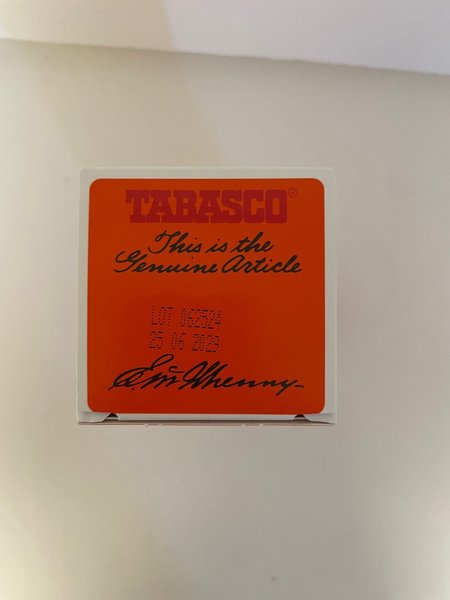 TABASCO®
This is the
Genuine Article
LOT 062524
25 06 2029
E. McIlhenny